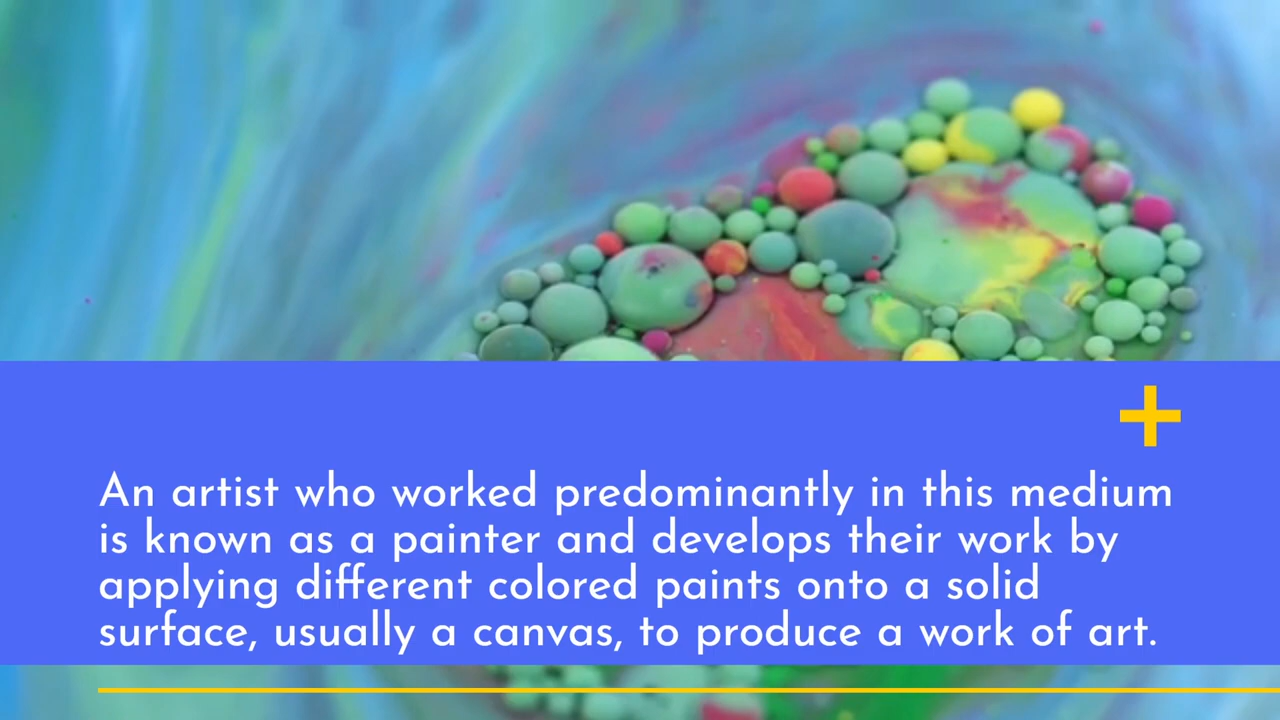 An artist who worked predominantly in this medium
is known as a painter and develops their work by
applying different colored paints onto a solid
surface, usually a canvas, to produce a work of art.